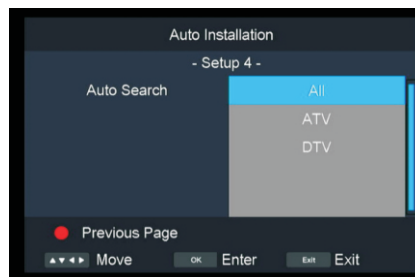 Auto Installation
- Setup 4 -
Auto Search All
ATV
DTV
Previous Page
▲▼◄► Move OK Enter Exit Exit